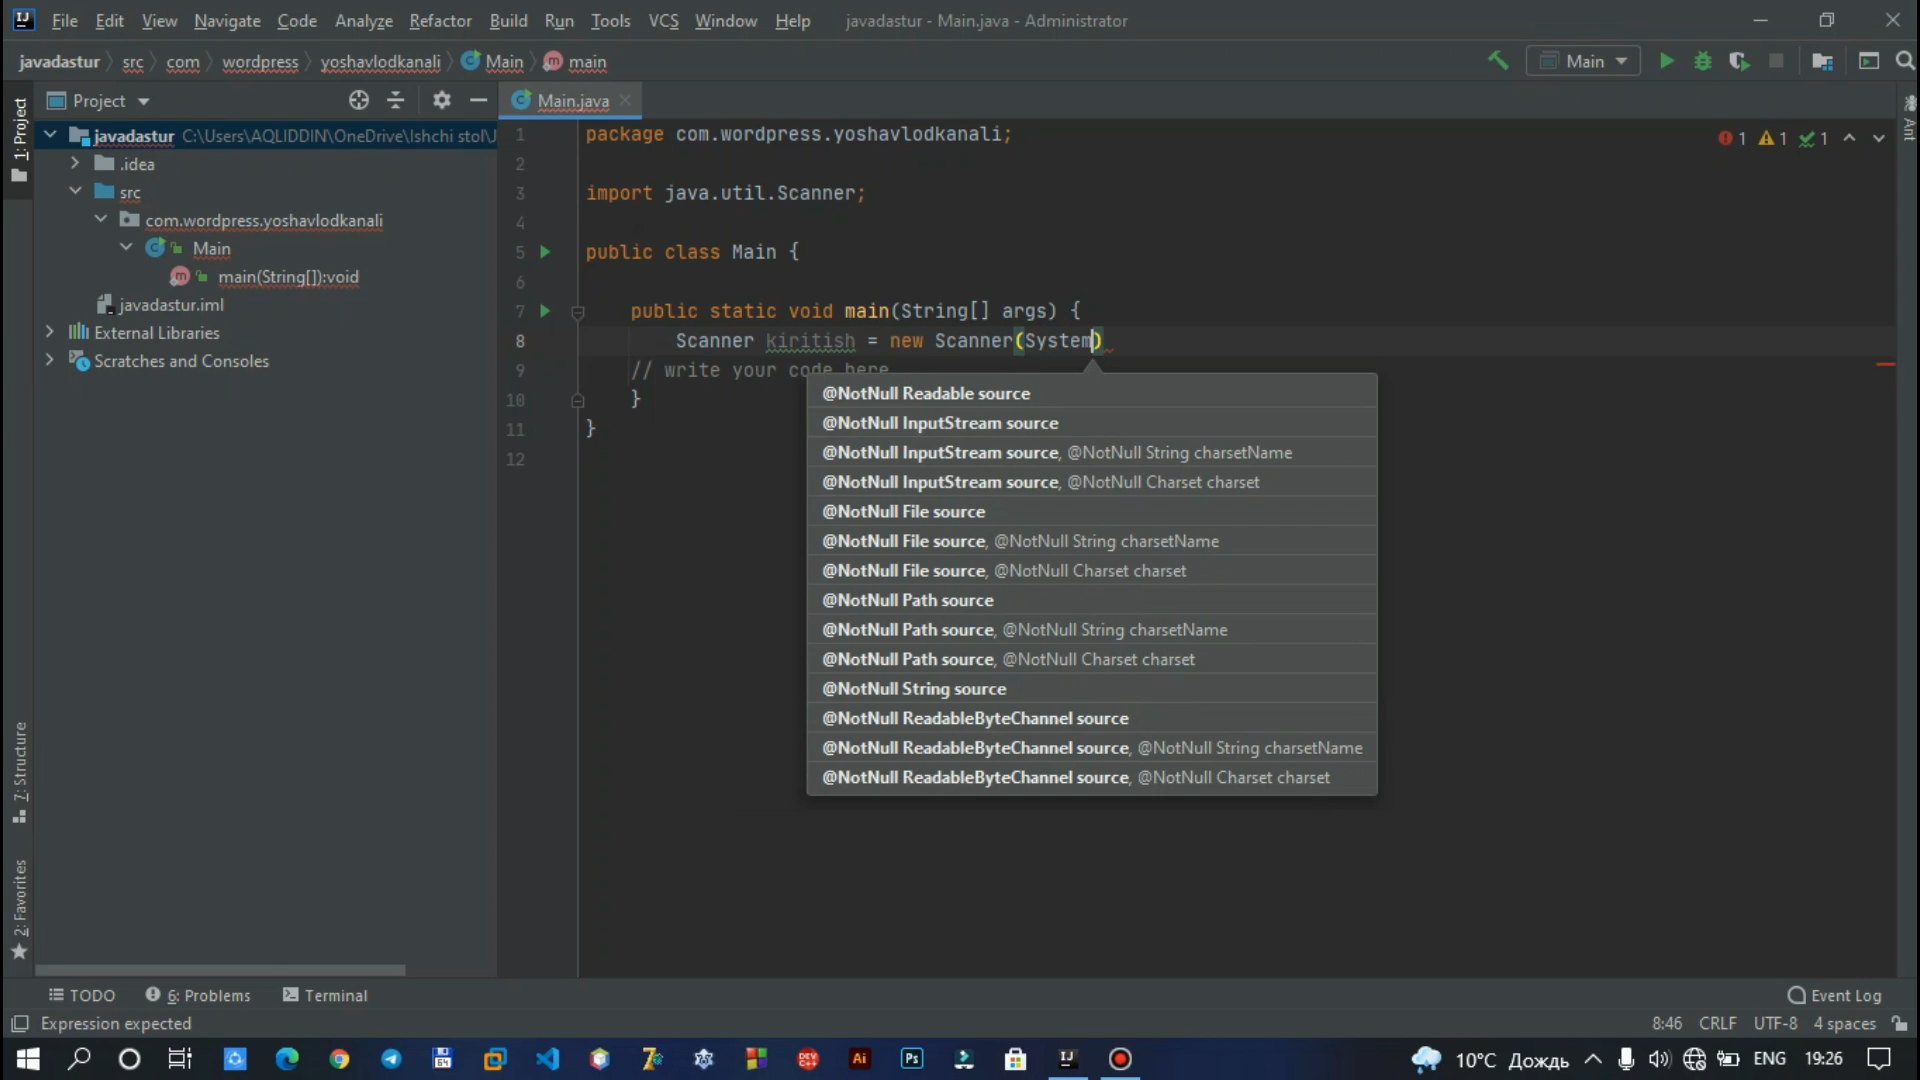 File Edit View Navigate Code Analyze Refactor Build Run Tools VCS Window Help javadastur - Main.java - Administrator
javadastur src com wordpress yoshavlodkanali Main main Main
Project
Main.java
1: Project
Ant
javadastur C:\Users\AQLIDDIN\OneDrive\Ishchi stol\J
.idea
src
com.wordpress.yoshavlodkanali
Main
main(String[]):void
javadastur.iml
External Libraries
Scratches and Consoles
1 package com.wordpress.yoshavlodkanali;
1 1 1
2
3 import java.util.Scanner;
4
5 public class Main {
6
7 public static void main(String[] args) {
8 Scanner kiritish = new Scanner(System)
9 // write your code here
10 }
11 }
12
@NotNull Readable source
@NotNull InputStream source
@NotNull InputStream source, @NotNull String charsetName
@NotNull InputStream source, @NotNull Charset charset
@NotNull File source
@NotNull File source, @NotNull String charsetName
@NotNull File source, @NotNull Charset charset
@NotNull Path source
@NotNull Path source, @NotNull String charsetName
@NotNull Path source, @NotNull Charset charset
@NotNull String source
@NotNull ReadableByteChannel source
@NotNull ReadableByteChannel source, @NotNull String charsetName
@NotNull ReadableByteChannel source, @NotNull Charset charset
7: Structure
2: Favorites
TODO 6: Problems Terminal Event Log
Expression expected 8:46 CRLF UTF-8 4 spaces
10°C Дождь ENG 19:26